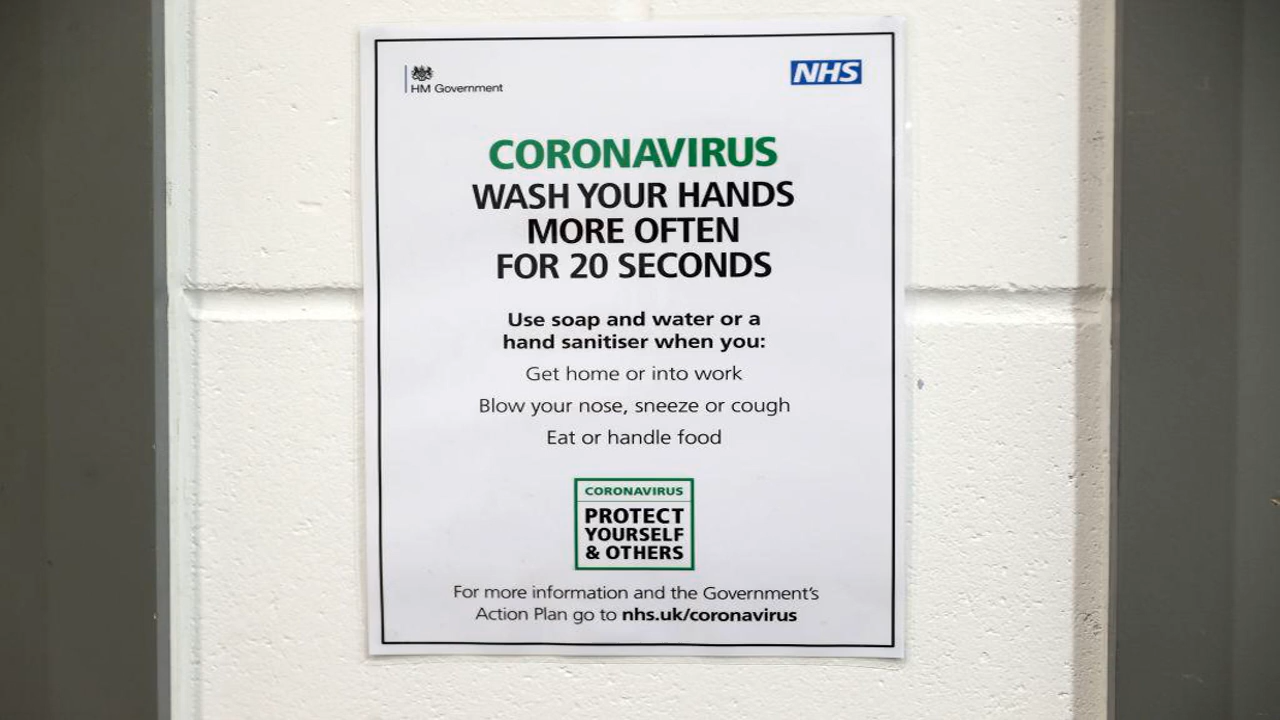 HM Government
NHS
CORONAVIRUS
WASH YOUR HANDS
MORE OFTEN
FOR 20 SECONDS
Use soap and water or a
hand sanitiser when you:
Get home or into work
Blow your nose, sneeze or cough
Eat or handle food
CORONAVIRUS
PROTECT
YOURSELF
& OTHERS
For more information and the Government's
Action Plan go to nhs.uk/coronavirus